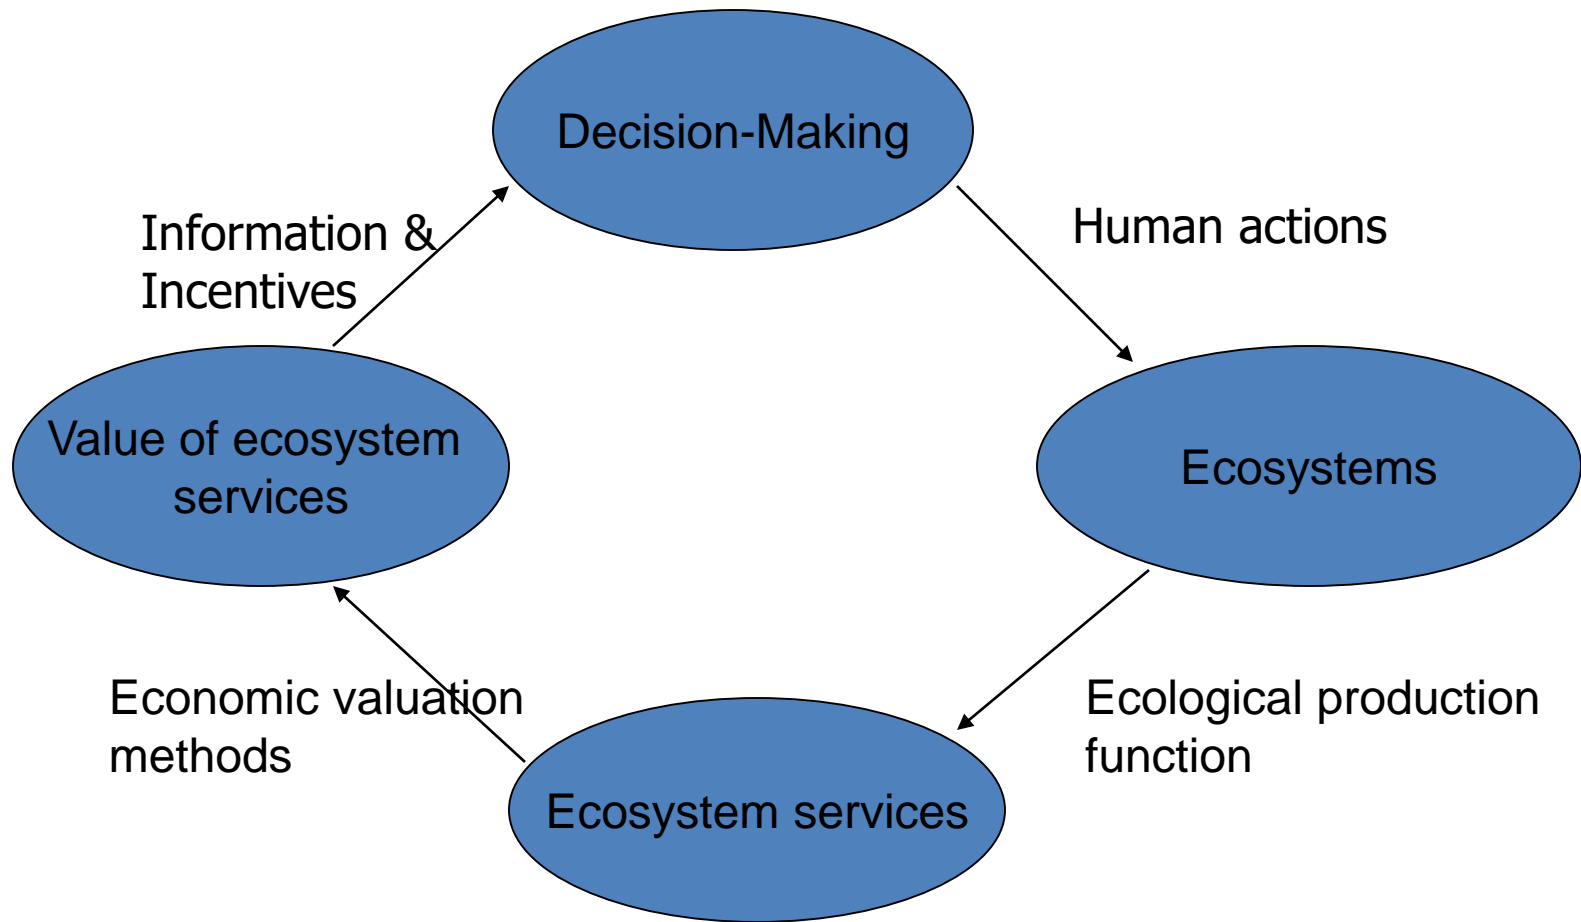 Decision-Making
Information &
Incentives
Human actions
Value of ecosystem
services
Ecosystems
Economic valuation
methods
Ecological production
function
Ecosystem services